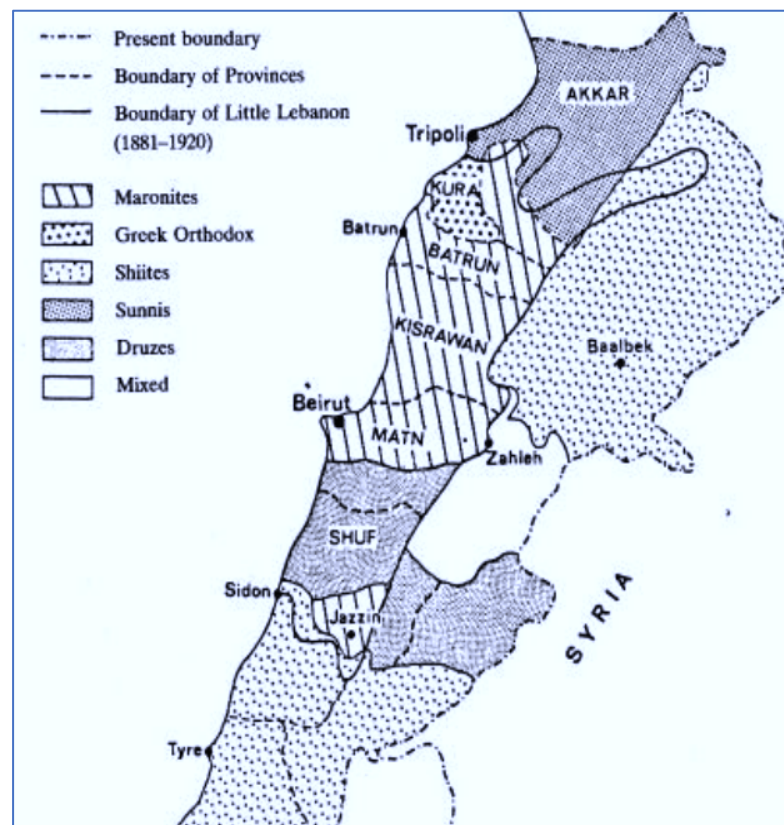 Present boundary
Boundary of Provinces
Boundary of Little Lebanon
(1881–1920)
Maronites
Greek Orthodox
Shiites
Sunnis
Druzes
Mixed
AKKAR
Tripoli
KURA
Batrun
BATRUN
KISRAWAN
Baalbek
Beirut
MATN
Zahleh
SHUF
Sidon
Jazzin
SYRIA
Tyre